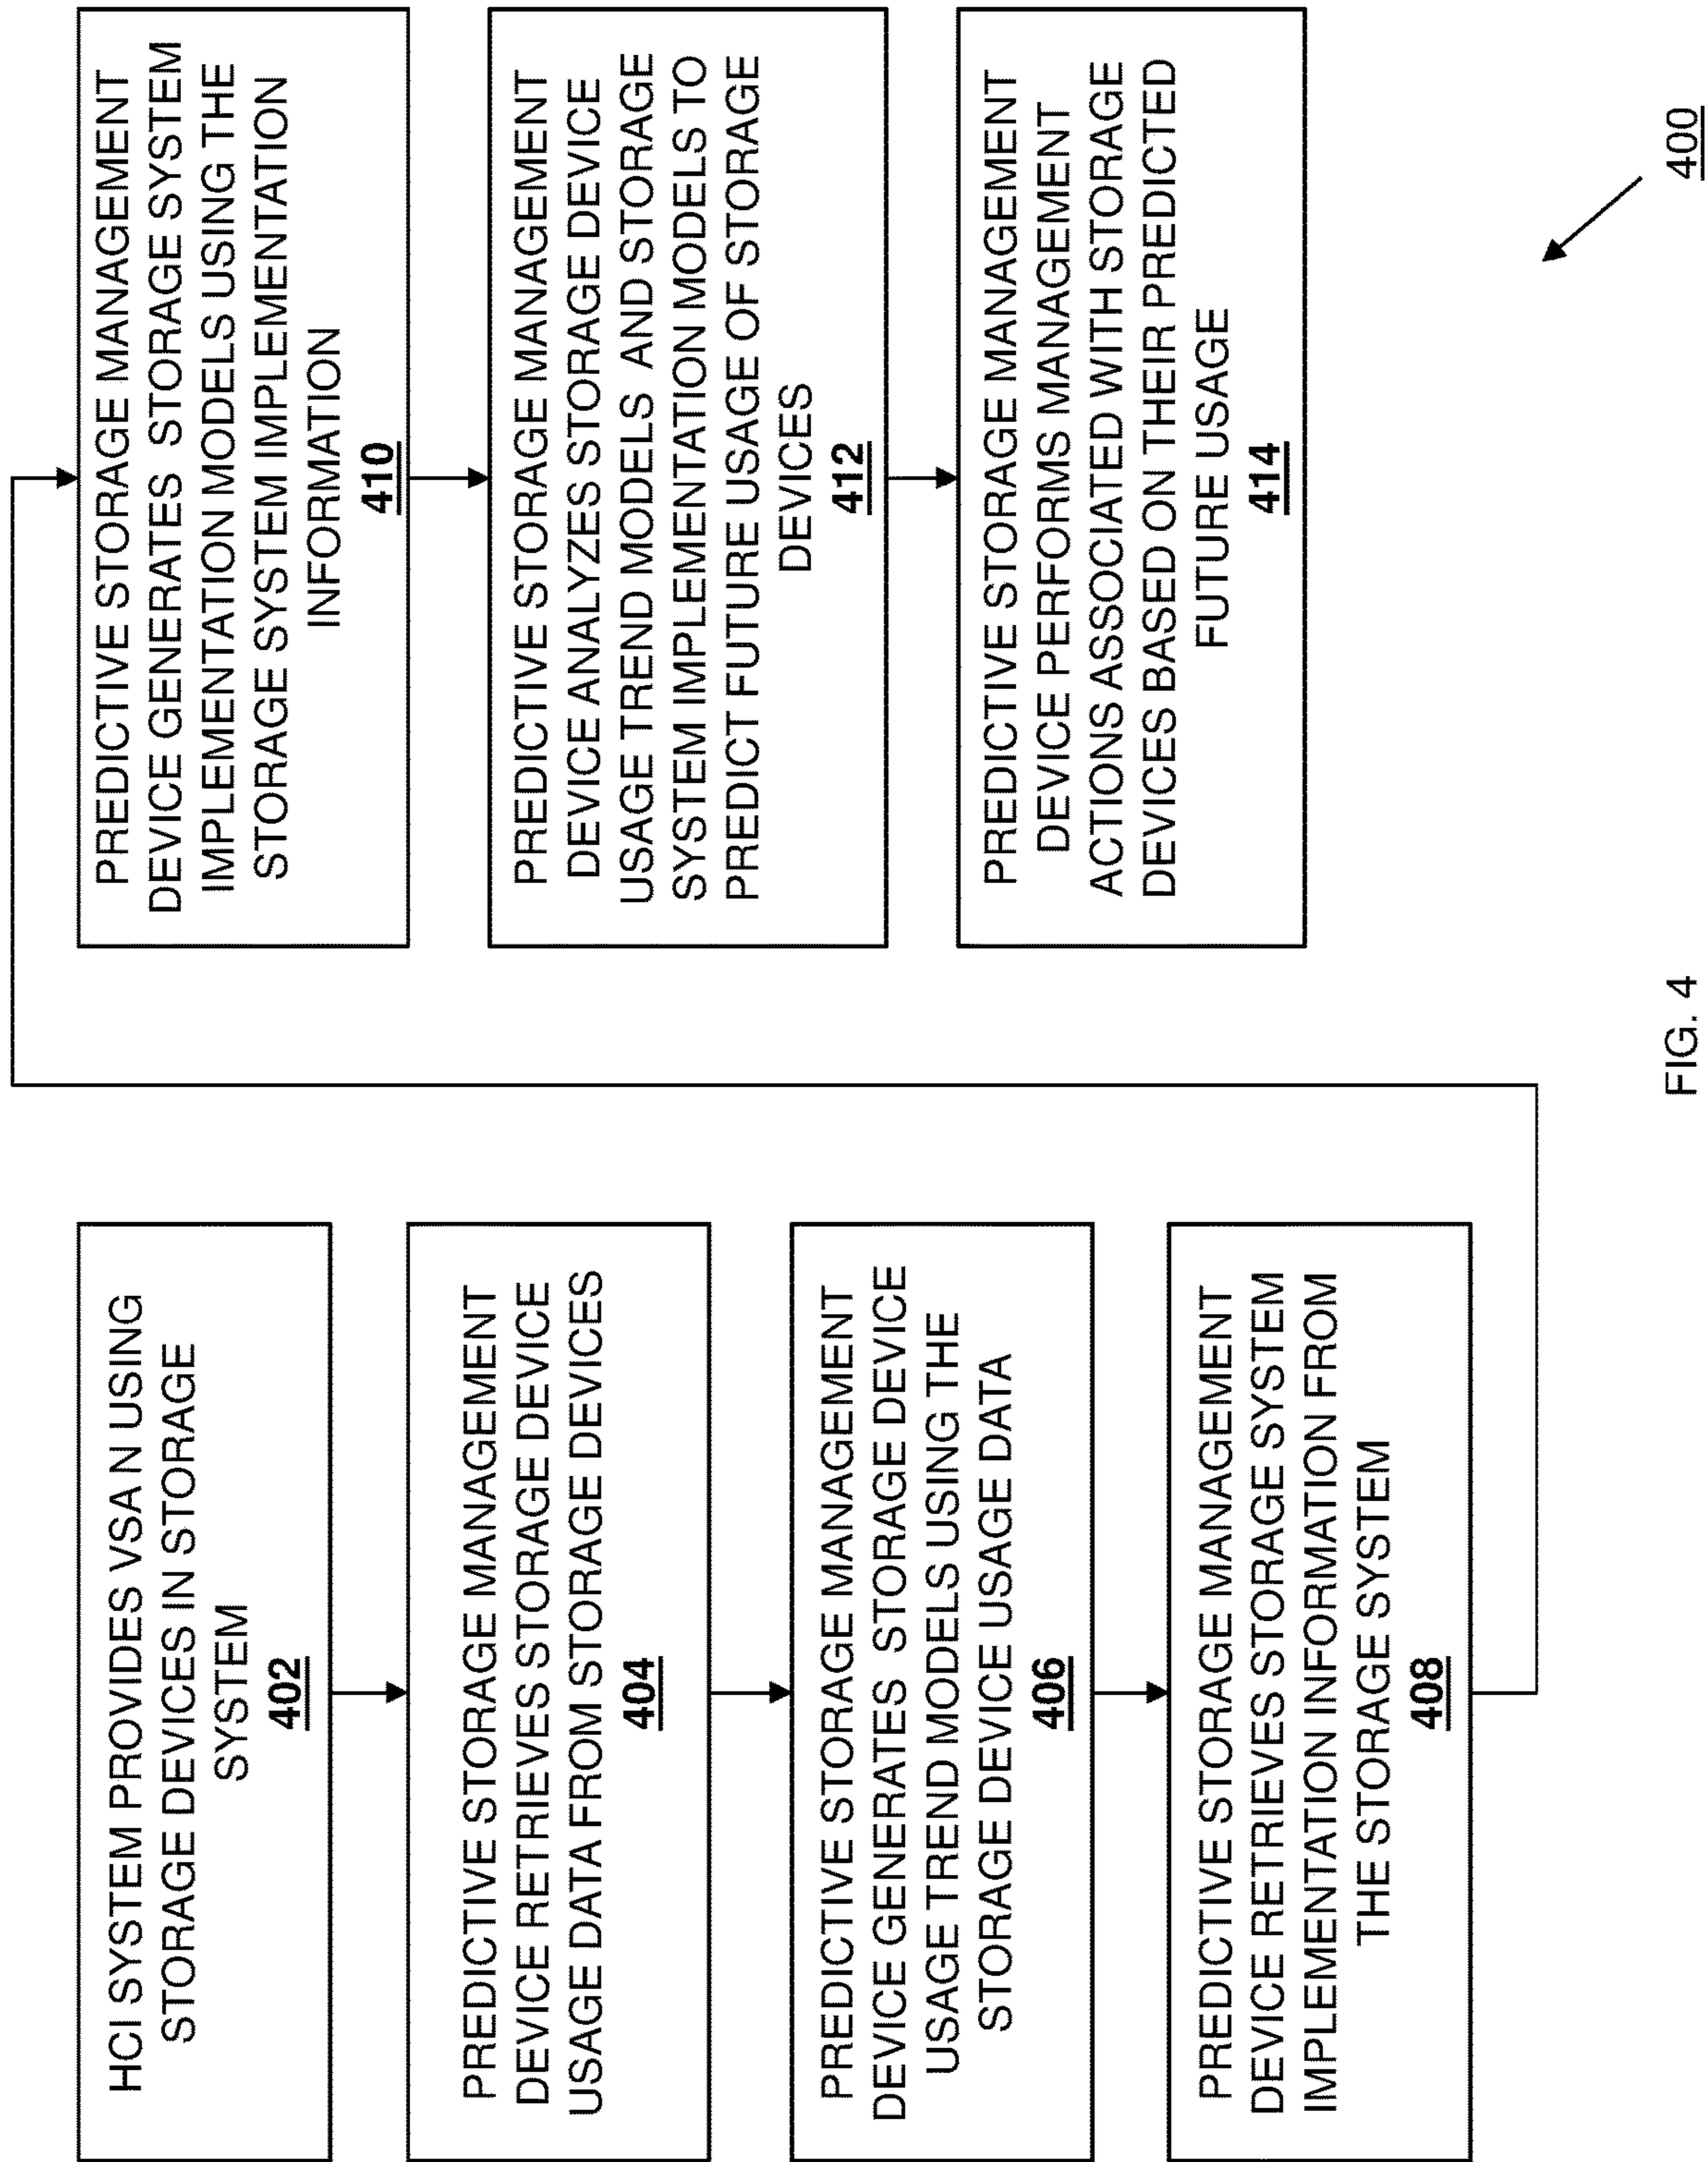 HCI SYSTEM PROVIDES VSAN USING
STORAGE DEVICES IN STORAGE
SYSTEM
402
PREDICTIVE STORAGE MANAGEMENT
DEVICE RETRIEVES STORAGE DEVICE
USAGE DATA FROM STORAGE DEVICES
404
PREDICTIVE STORAGE MANAGEMENT
DEVICE GENERATES STORAGE DEVICE
USAGE TREND MODELS USING THE
STORAGE DEVICE USAGE DATA
406
PREDICTIVE STORAGE MANAGEMENT
DEVICE RETRIEVES STORAGE SYSTEM
IMPLEMENTATION INFORMATION FROM
THE STORAGE SYSTEM
408
PREDICTIVE STORAGE MANAGEMENT
DEVICE GENERATES STORAGE SYSTEM
IMPLEMENTATION MODELS USING THE
STORAGE SYSTEM IMPLEMENTATION
INFORMATION
410
PREDICTIVE STORAGE MANAGEMENT
DEVICE ANALYZES STORAGE DEVICE
USAGE TREND MODELS AND STORAGE
SYSTEM IMPLEMENTATION MODELS TO
PREDICT FUTURE USAGE OF STORAGE
DEVICES
412
PREDICTIVE STORAGE MANAGEMENT
DEVICE PERFORMS MANAGEMENT
ACTIONS ASSOCIATED WITH STORAGE
DEVICES BASED ON THEIR PREDICTED
FUTURE USAGE
414
400
FIG. 4